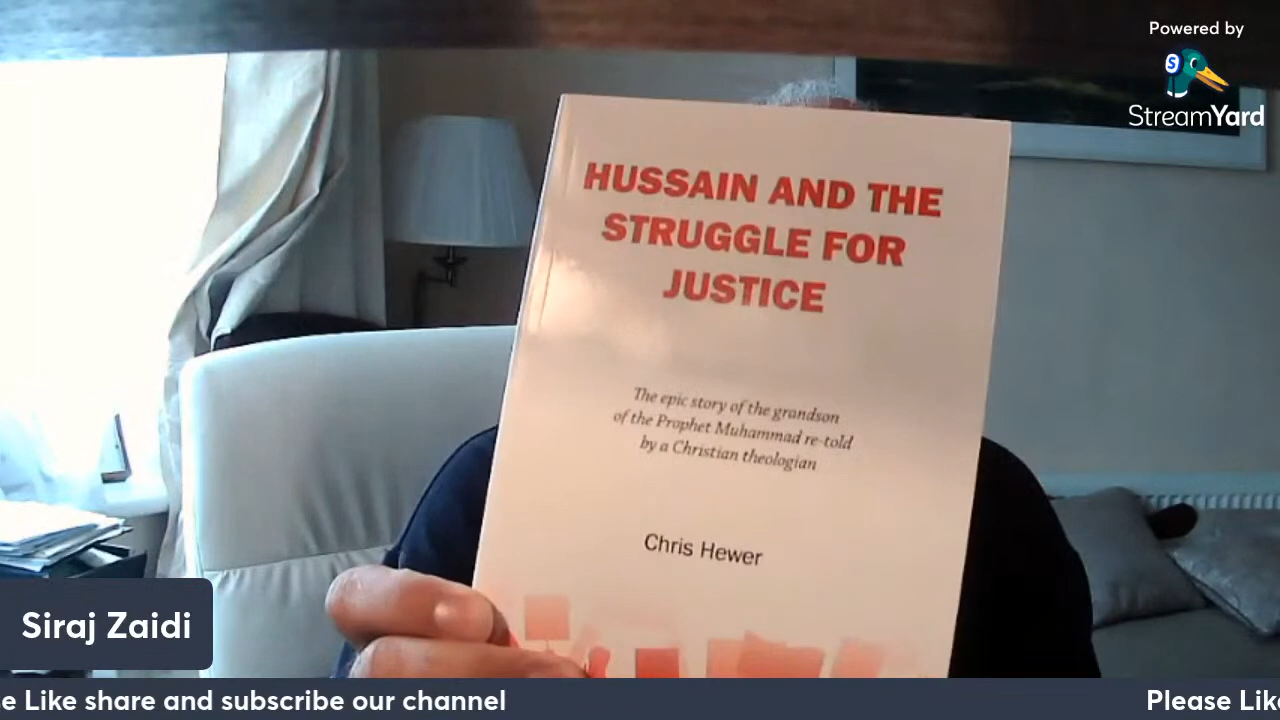 Powered by
StreamYard
HUSSAIN AND THE
STRUGGLE FOR
JUSTICE
The epic story of the grandson
of the Prophet Muhammad re-told
by a Christian theologian
Chris Hewer
Siraj Zaidi
e Like share and subscribe our channel
Please Lik